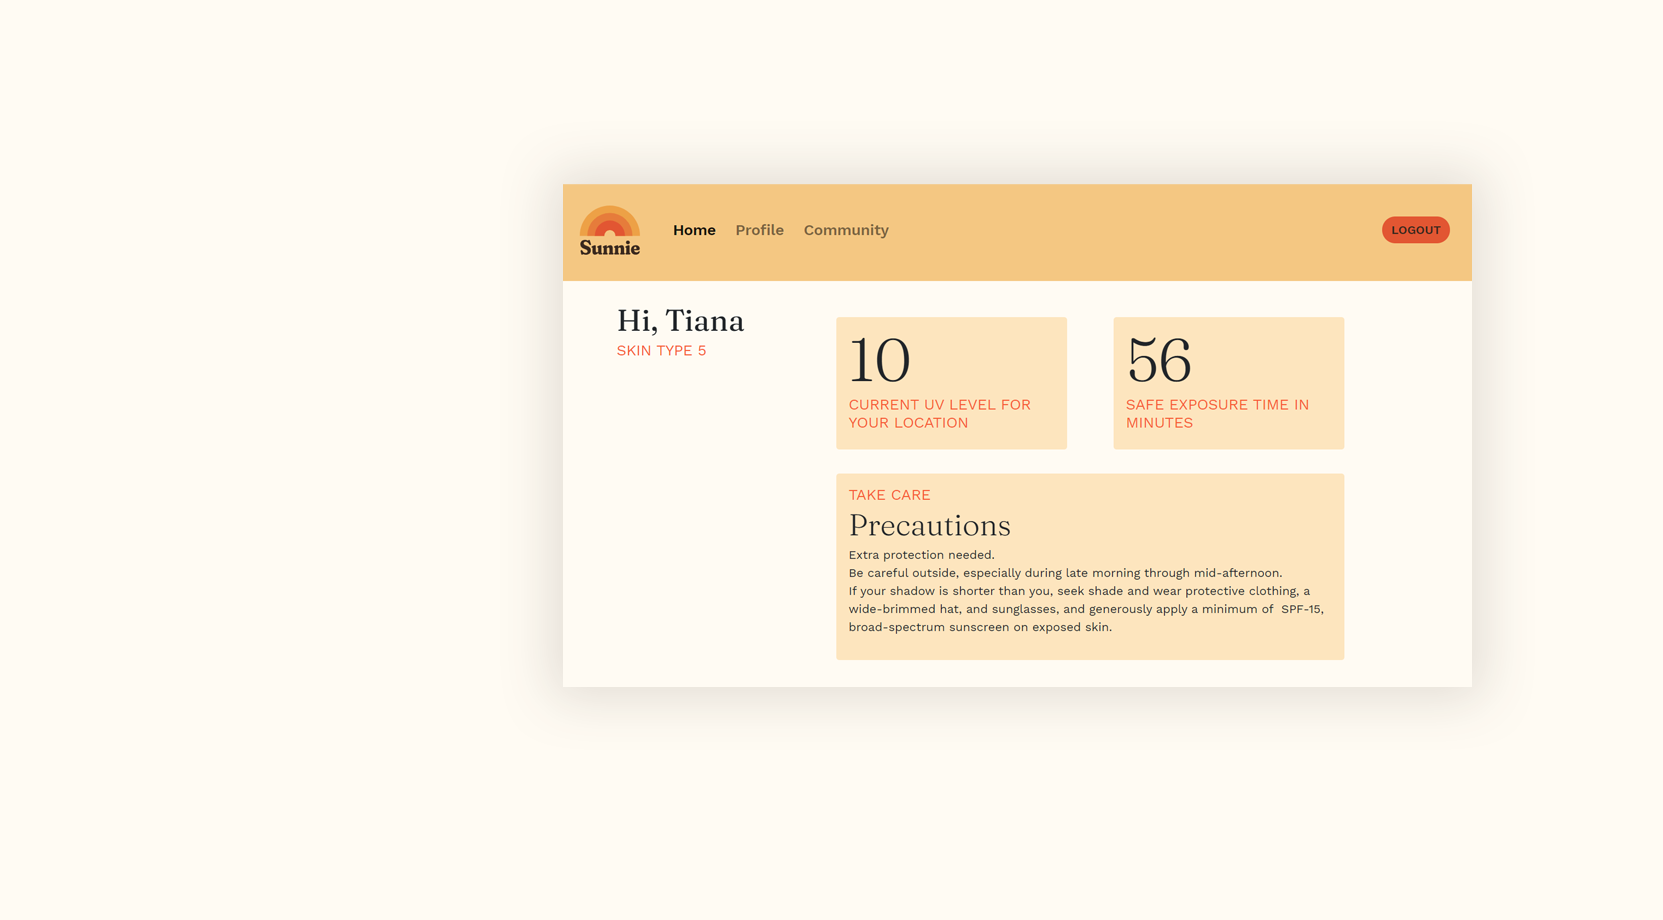 Sunnie
Home Profile Community
LOGOUT
Hi, Tiana
SKIN TYPE 5
10
CURRENT UV LEVEL FOR
YOUR LOCATION
56
SAFE EXPOSURE TIME IN
MINUTES
TAKE CARE
Precautions
Extra protection needed.
Be careful outside, especially during late morning through mid-afternoon.
If your shadow is shorter than you, seek shade and wear protective clothing, a
wide-brimmed hat, and sunglasses, and generously apply a minimum of  SPF-15,
broad-spectrum sunscreen on exposed skin.